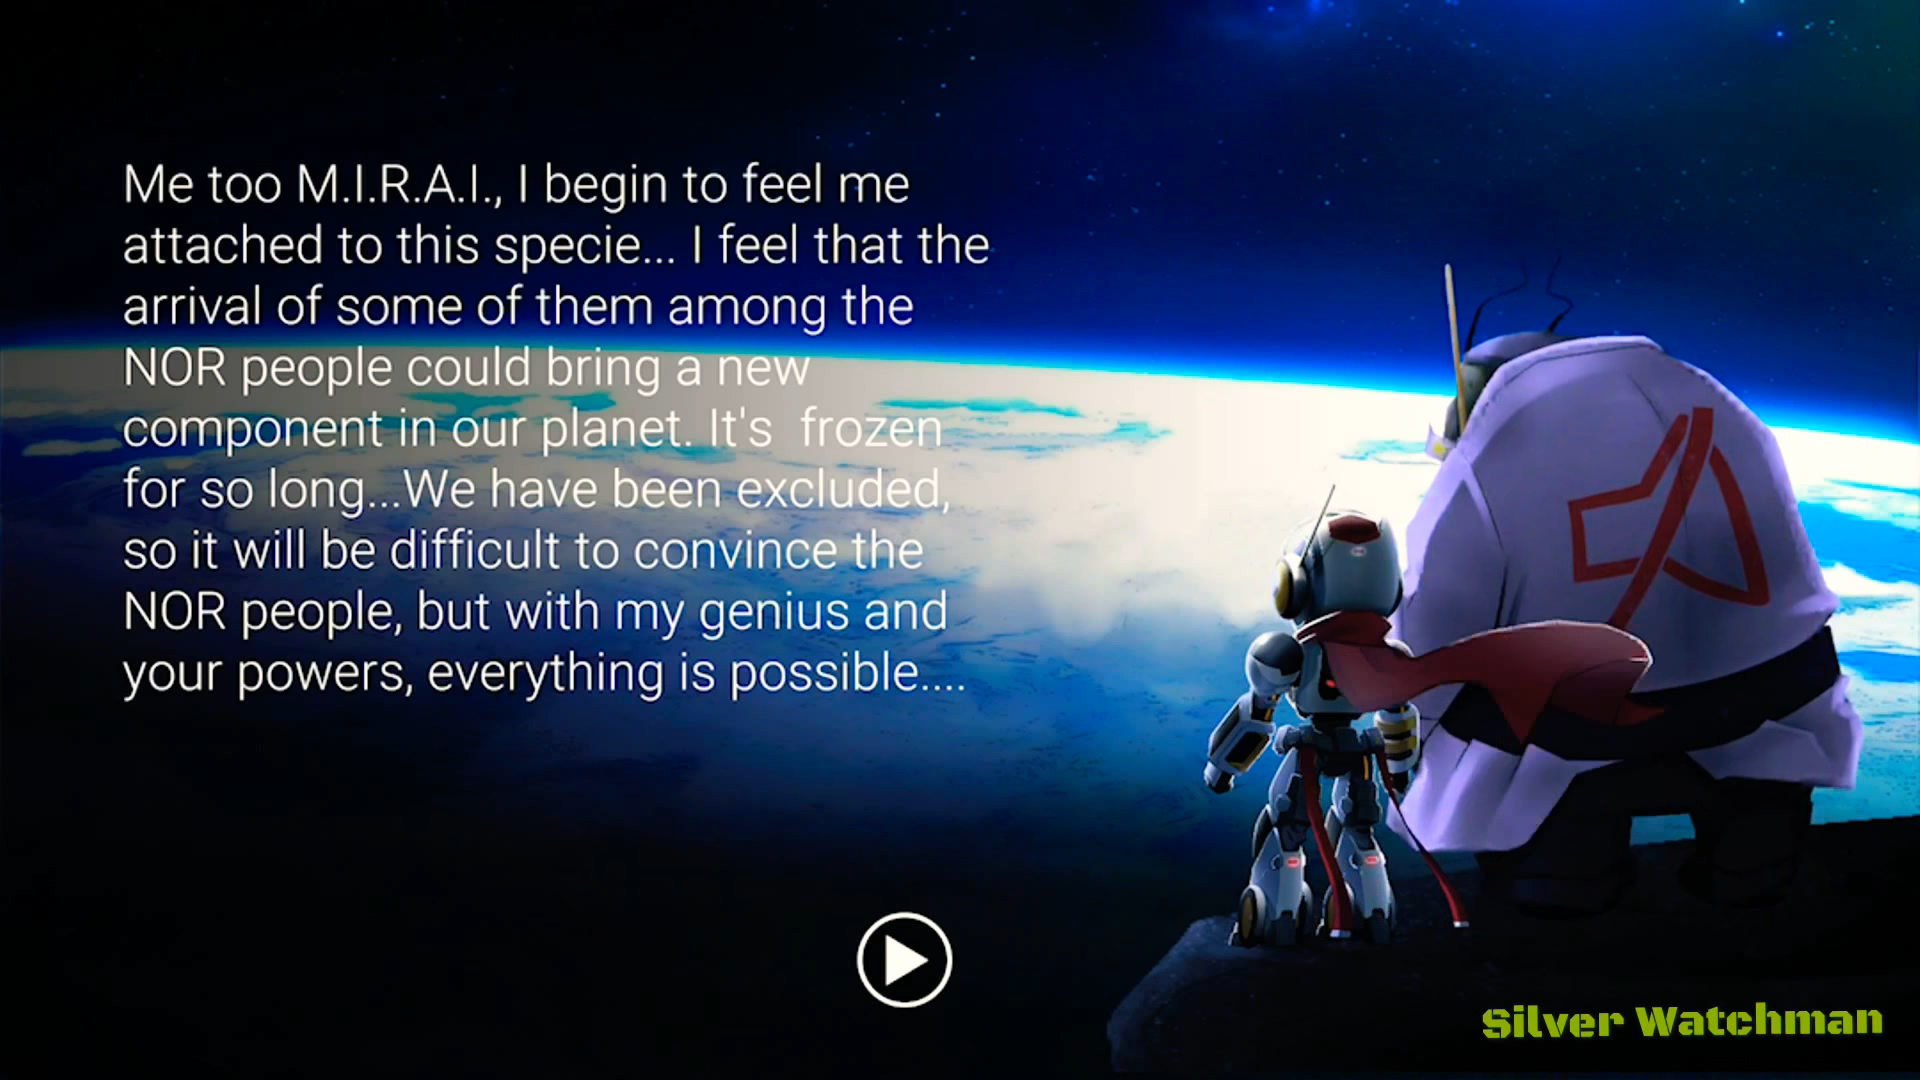 Me too M.I.R.A.I., I begin to feel me
attached to this specie... I feel that the
arrival of some of them among the
NOR people could bring a new
component in our planet. It's  frozen
for so long...We have been excluded,
so it will be difficult to convince the
NOR people, but with my genius and
your powers, everything is possible....
Silver Watchman